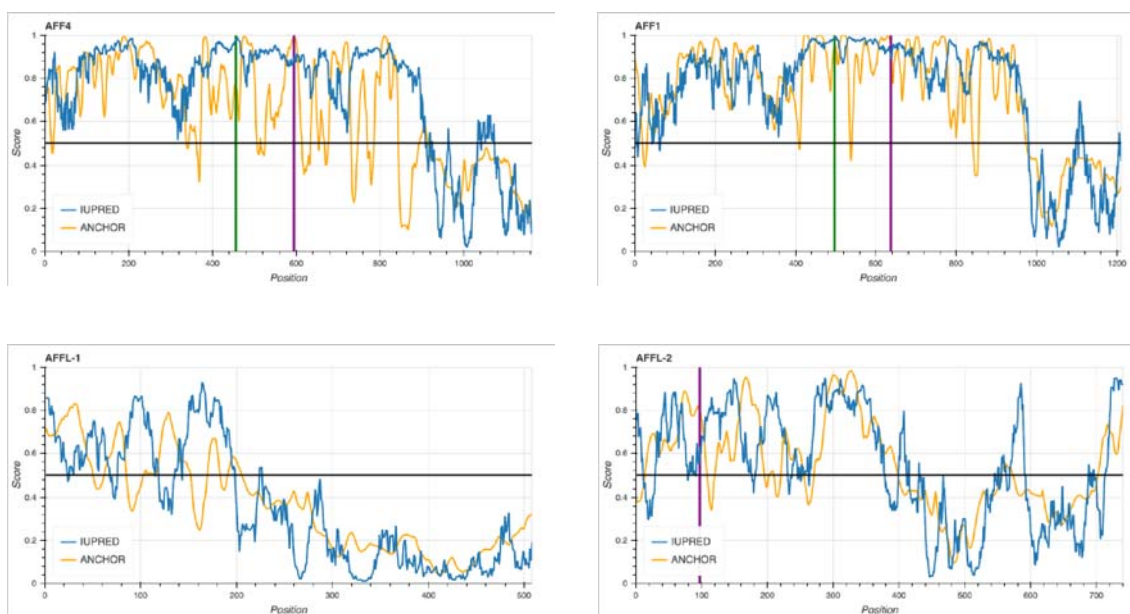 AFF4
1
0.8
0.6
0.4
0.2
0
Score
IUPRED
ANCHOR
0 200 400 600 800 1000
Position
AFF1
1
0.8
0.6
0.4
0.2
0
Score
IUPRED
ANCHOR
0 200 400 600 800 1000 1200
Position
AFFL-1
1
0.8
0.6
0.4
0.2
0
Score
IUPRED
ANCHOR
0 100 200 300 400 500
Position
AFFL-2
1
0.8
0.6
0.4
0.2
0
Score
IUPRED
ANCHOR
0 100 200 300 400 500 600 700
Position